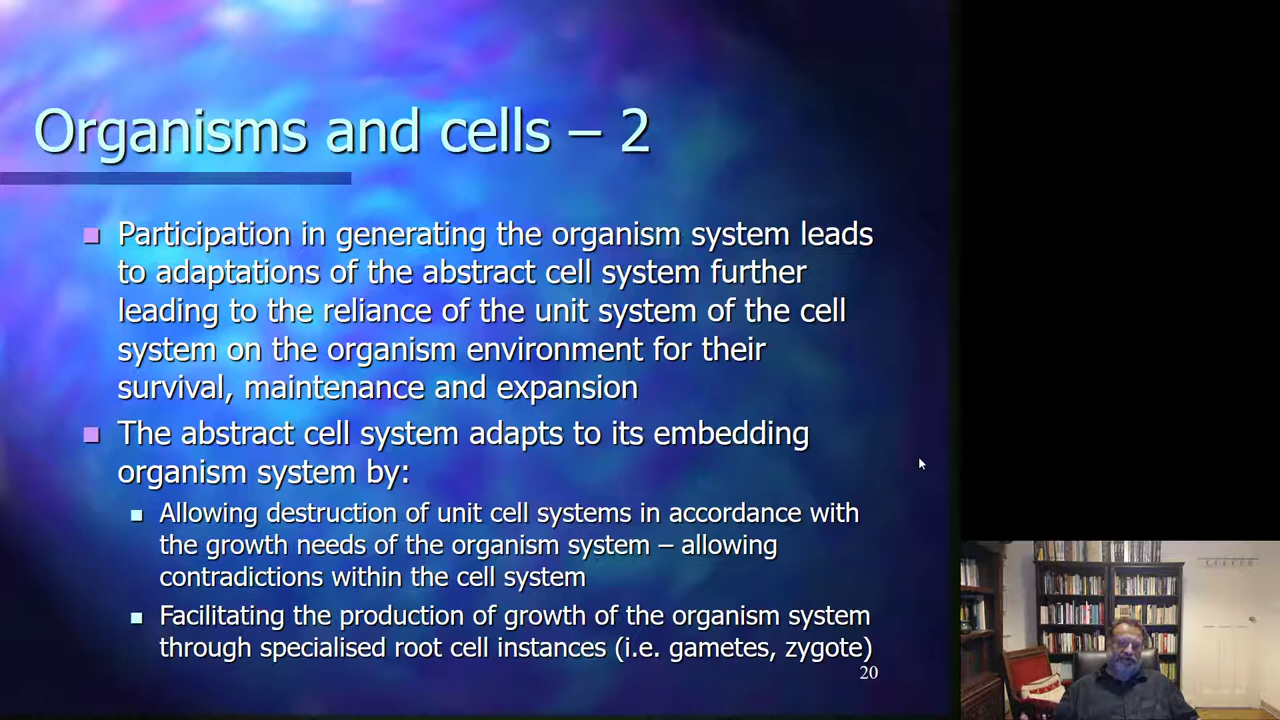 Organisms and cells – 2
Participation in generating the organism system leads
to adaptations of the abstract cell system further
leading to the reliance of the unit system of the cell
system on the organism environment for their
survival, maintenance and expansion
The abstract cell system adapts to its embedding
organism system by:
Allowing destruction of unit cell systems in accordance with
the growth needs of the organism system – allowing
contradictions within the cell system
Facilitating the production of growth of the organism system
through specialised root cell instances (i.e. gametes, zygote)
20